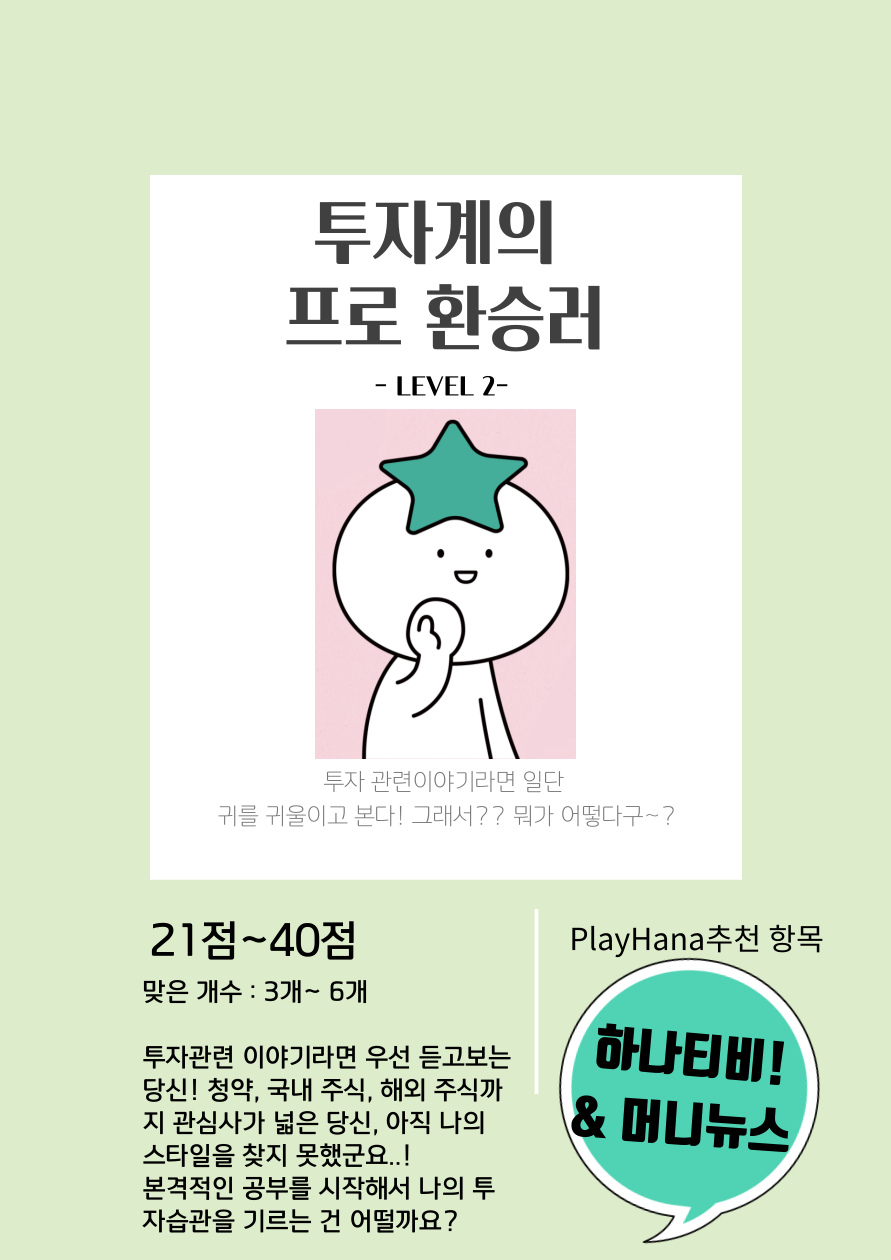 투자계의
프로 환승러
- LEVEL 2-
투자 관련이야기라면 일단
귀를 귀울이고 본다! 그래서?? 뭐가 어떻다구~?
21점~40점
맞은 개수 : 3개~ 6개
투자관련 이야기라면 우선 듣고보는
당신! 청약, 국내 주식, 해외 주식까
지 관심사가 넓은 당신, 아직 나의
스타일을 찾지 못했군요..!
본격적인 공부를 시작해서 나의 투
자습관을 기르는 건 어떨까요?
PlayHana추천 항목
하나티비!
& 머니뉴스